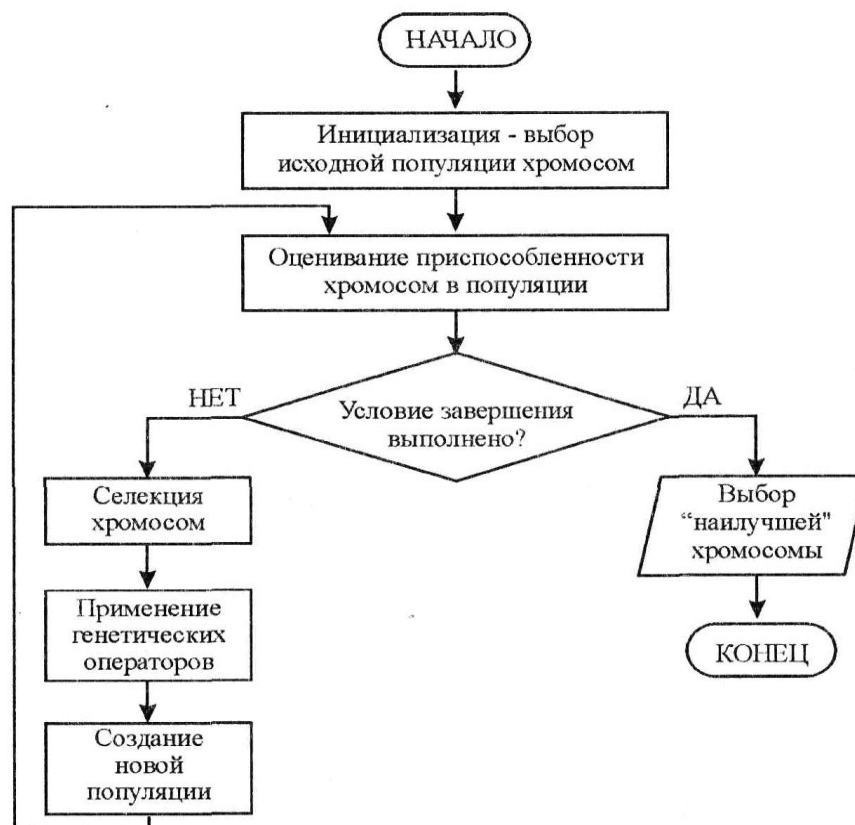 НАЧАЛО
Инициализация - выбор
исходной популяции хромосом
Оценивание приспособленности
хромосом в популяции
НЕТ
ДА
Условие завершения
выполнено?
Селекция
хромосом
Выбор
“наилучшей"
хромосомы
Применение
генетических
операторов
КОНЕЦ
Создание
новой
популяции